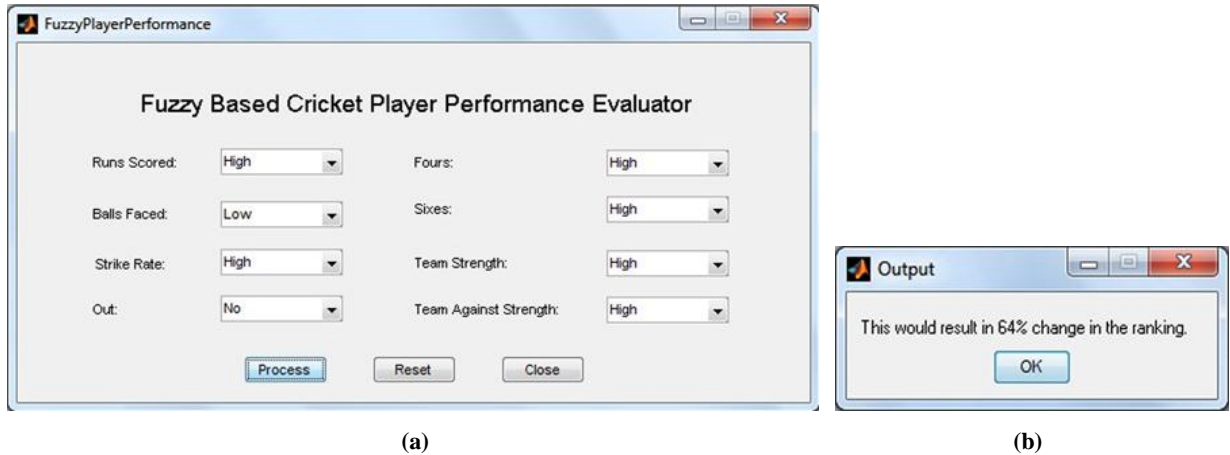 FuzzyPlayerPerformance
Fuzzy Based Cricket Player Performance Evaluator
Runs Scored: High Fours: High
Balls Faced: Low Sixes: High
Strike Rate: High Team Strength: High
Out: No Team Against Strength: High
Process Reset Close
(a)
Output
This would result in 64% change in the ranking.
OK
(b)